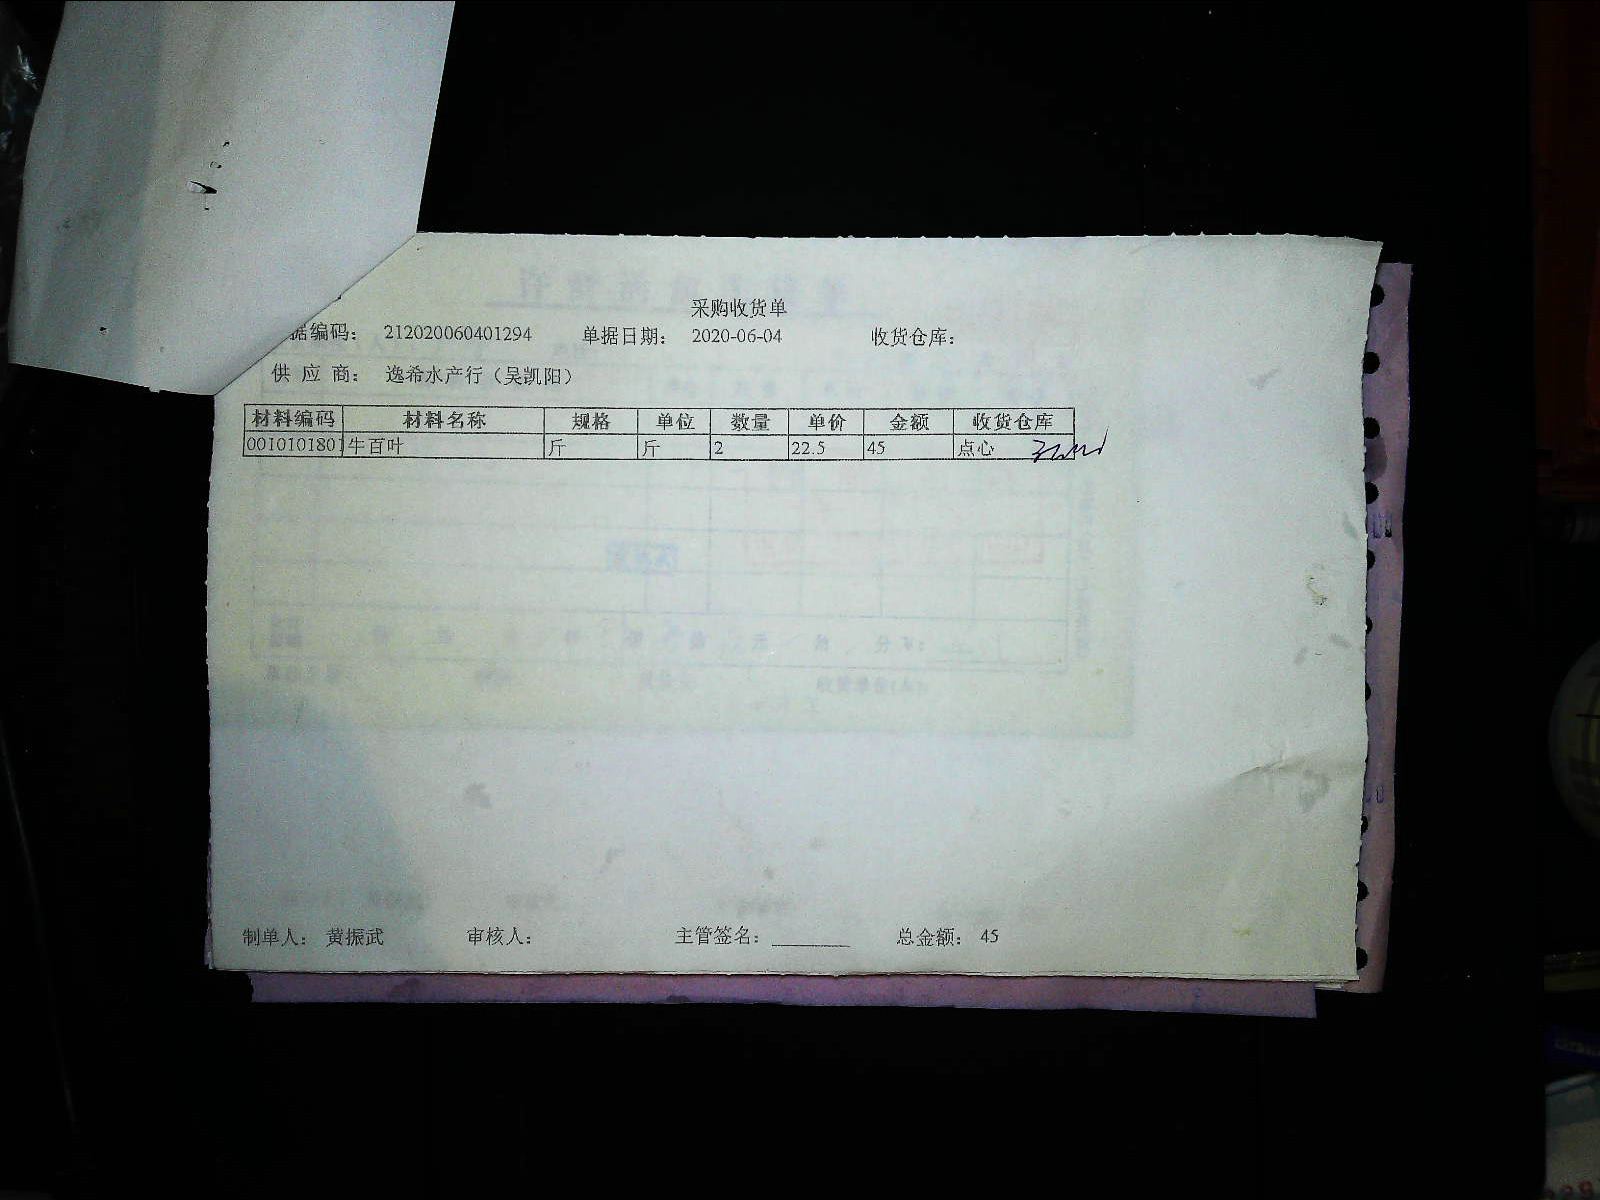 采购收货单
据编码： 212020060401294 单据日期： 2020-06-04 收货仓库：
供 应 商： 逸希水产行（吴凯阳）
材料编码 材料名称 规格 单位 数量 单价 金额 收货仓库
0010101801 牛百叶 斤 斤 2 22.5 45 点心
制单人： 黄振武 审核人： 主管签名： ________ 总金额： 45